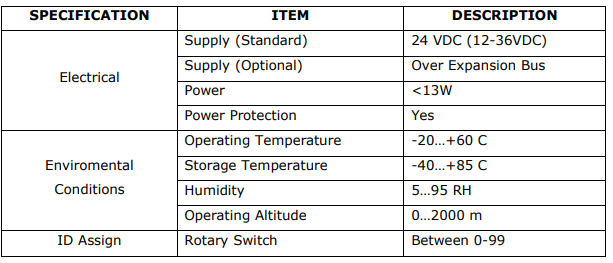 SPECIFICATION ITEM DESCRIPTION
Electrical
Supply (Standard) 24 VDC (12-36VDC)
Supply (Optional) Over Expansion Bus
Power <13W
Power Protection Yes
Enviromental
Conditions
Operating Temperature -20…+60 C
Storage Temperature -40…+85 C
Humidity 5…95 RH
Operating Altitude 0…2000 m
ID Assign Rotary Switch Between 0-99